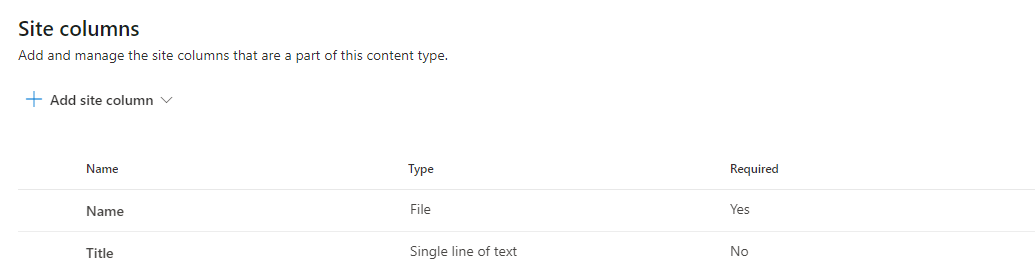 Site columns
Add and manage the site columns that are a part of this content type.
Add site column
Name Type Required
Name File Yes
Title Single line of text No